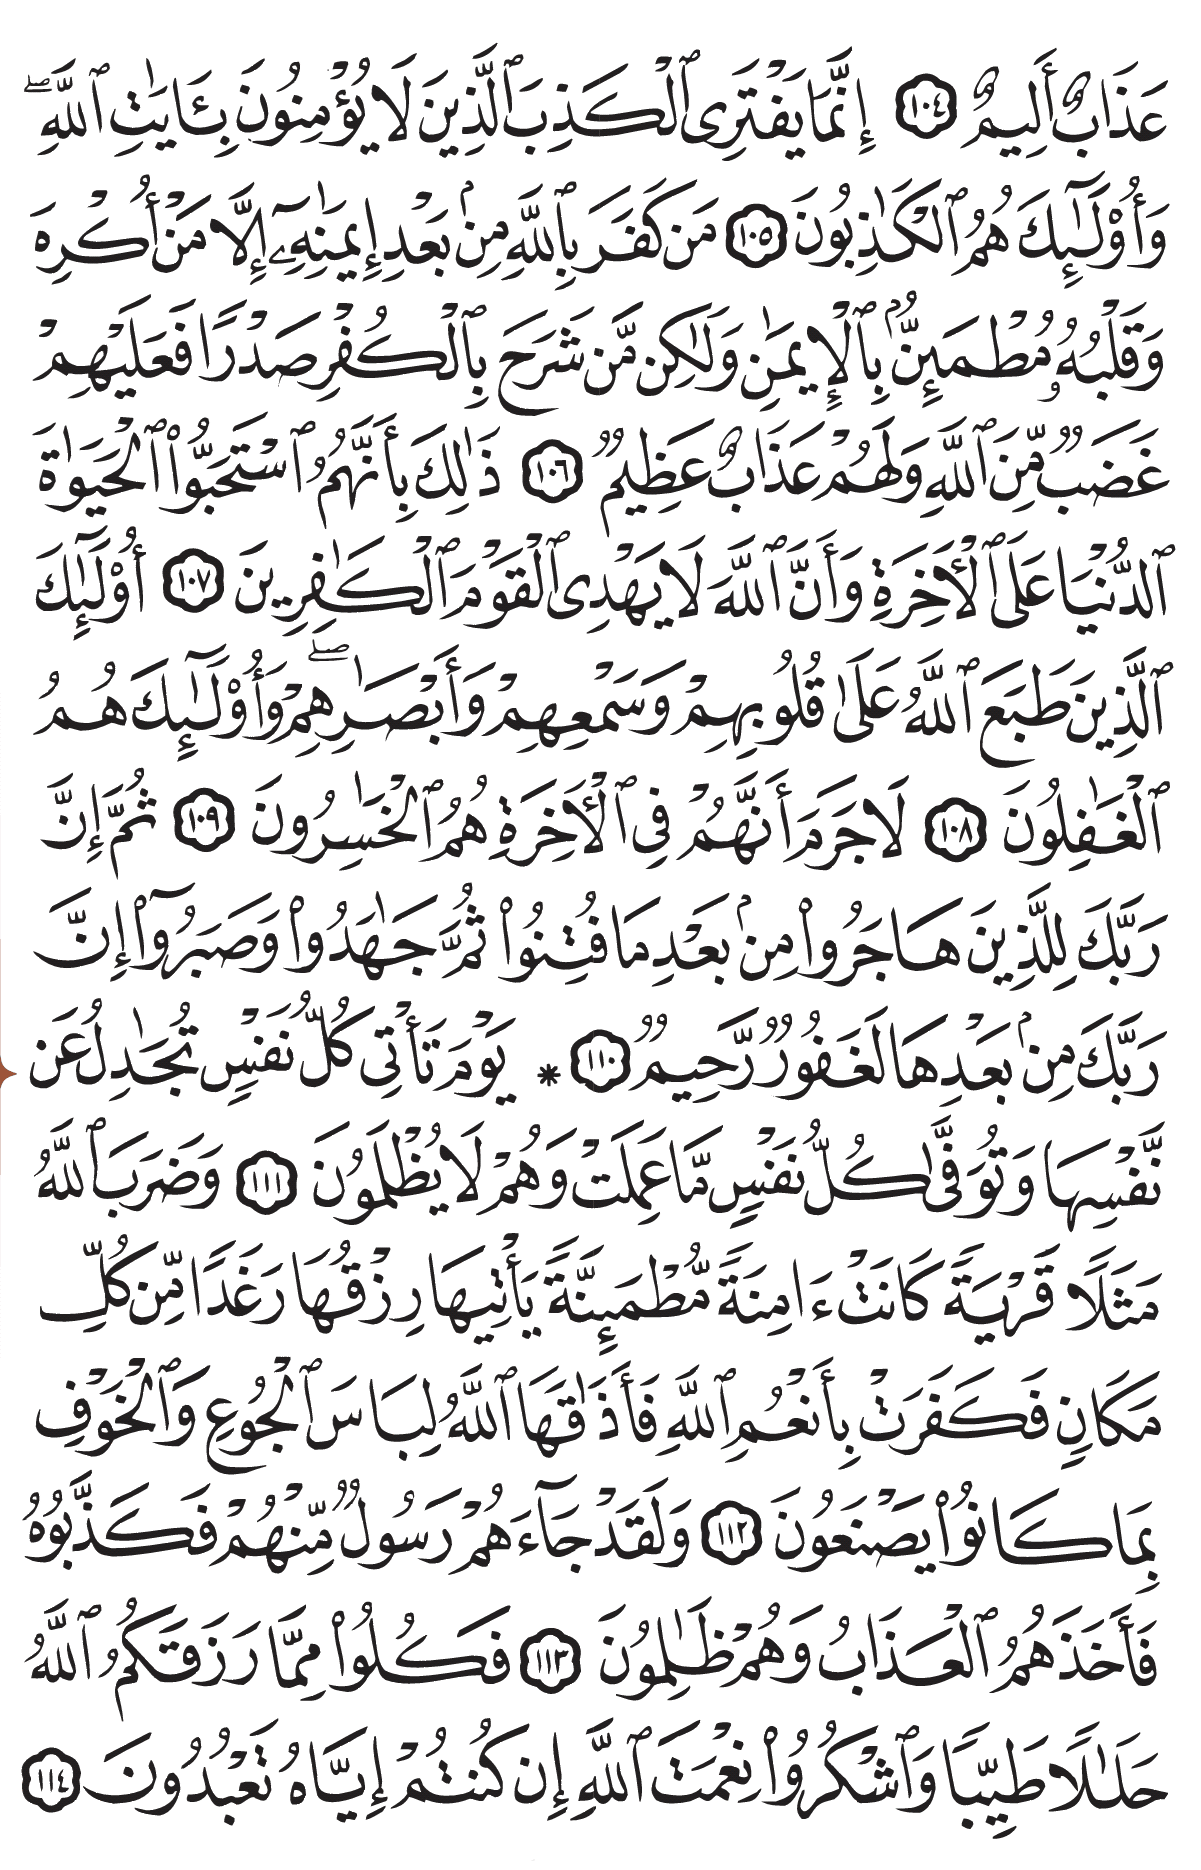 عَذَابٌ أَلِيمٌ ١٠٤ إِنَّمَا يَفْتَرِى ٱلْكَذِبَ ٱلَّذِينَ لَا يُؤْمِنُونَ بِـَٔايَٰتِ ٱللَّهِۖ
وَأُو۟لَٰٓئِكَ هُمُ ٱلْكَٰذِبُونَ ١٠٥ مَن كَفَرَ بِٱللَّهِ مِنۢ بَعْدِ إِيمَٰنِهِۦٓ إِلَّا مَنْ أُكْرِهَ
وَقَلْبُهُۥ مُطْمَئِنٌّۢ بِٱلْإِيمَٰنِ وَلَٰكِن مَّن شَرَحَ بِٱلْكُفْرِ صَدْرًا فَعَلَيْهِمْ
غَضَبٌ مِّنَ ٱللَّهِ وَلَهُمْ عَذَابٌ عَظِيمٌ ١٠٦ ذَٰلِكَ بِأَنَّهُمُ ٱسْتَحَبُّوا۟ ٱلْحَيَوٰةَ
ٱلدُّنْيَا عَلَى ٱلْـَٔاخِرَةِ وَأَنَّ ٱللَّهَ لَا يَهْدِى ٱلْقَوْمَ ٱلْكَٰفِرِينَ ١٠٧ أُو۟لَٰٓئِكَ
ٱلَّذِينَ طَبَعَ ٱللَّهُ عَلَىٰ قُلُوبِهِمْ وَسَمْعِهِمْ وَأَبْصَٰرِهِمْۖ وَأُو۟لَٰٓئِكَ هُمُ
ٱلْغَٰفِلُونَ ١٠٨ لَا جَرَمَ أَنَّهُمْ فِى ٱلْـَٔاخِرَةِ هُمُ ٱلْخَٰسِرُونَ ١٠٩ ثُمَّ إِنَّ
رَبَّكَ لِلَّذِينَ هَاجَرُوا۟ مِنۢ بَعْدِ مَا فُتِنُوا۟ ثُمَّ جَٰهَدُوا۟ وَصَبَرُوٓا۟ إِنَّ
رَبَّكَ مِنۢ بَعْدِهَا لَغَفُورٌ رَّحِيمٌ ١١٠ * يَوْمَ تَأْتِى كُلُّ نَفْسٍ تُجَٰدِلُ عَن
نَّفْسِهَا وَتُوَفَّىٰ كُلُّ نَفْسٍ مَّا عَمِلَتْ وَهُمْ لَا يُظْلَمُونَ ١١١ وَضَرَبَ ٱللَّهُ
مَثَلًا قَرْيَةً كَانَتْ ءَامِنَةً مُّطْمَئِنَّةً يَأْتِيهَا رِزْقُهَا رَغَدًا مِّن كُلِّ
مَكَانٍ فَكَفَرَتْ بِأَنْعُمِ ٱللَّهِ فَأَذَٰقَهَا ٱللَّهُ لِبَاسَ ٱلْجُوعِ وَٱلْخَوْفِ
بِمَا كَانُوا۟ يَصْنَعُونَ ١١٢ وَلَقَدْ جَآءَهُمْ رَسُولٌ مِّنْهُمْ فَكَذَّبُوهُ
فَأَخَذَهُمُ ٱلْعَذَابُ وَهُمْ ظَٰلِمُونَ ١١٣ فَكُلُوا۟ مِمَّا رَزَقَكُمُ ٱللَّهُ
حَلَٰلًا طَيِّبًا وَٱشْكُرُوا۟ نِعْمَتَ ٱللَّهِ إِن كُنتُمْ إِيَّاهُ تَعْبُدُونَ ١١٤